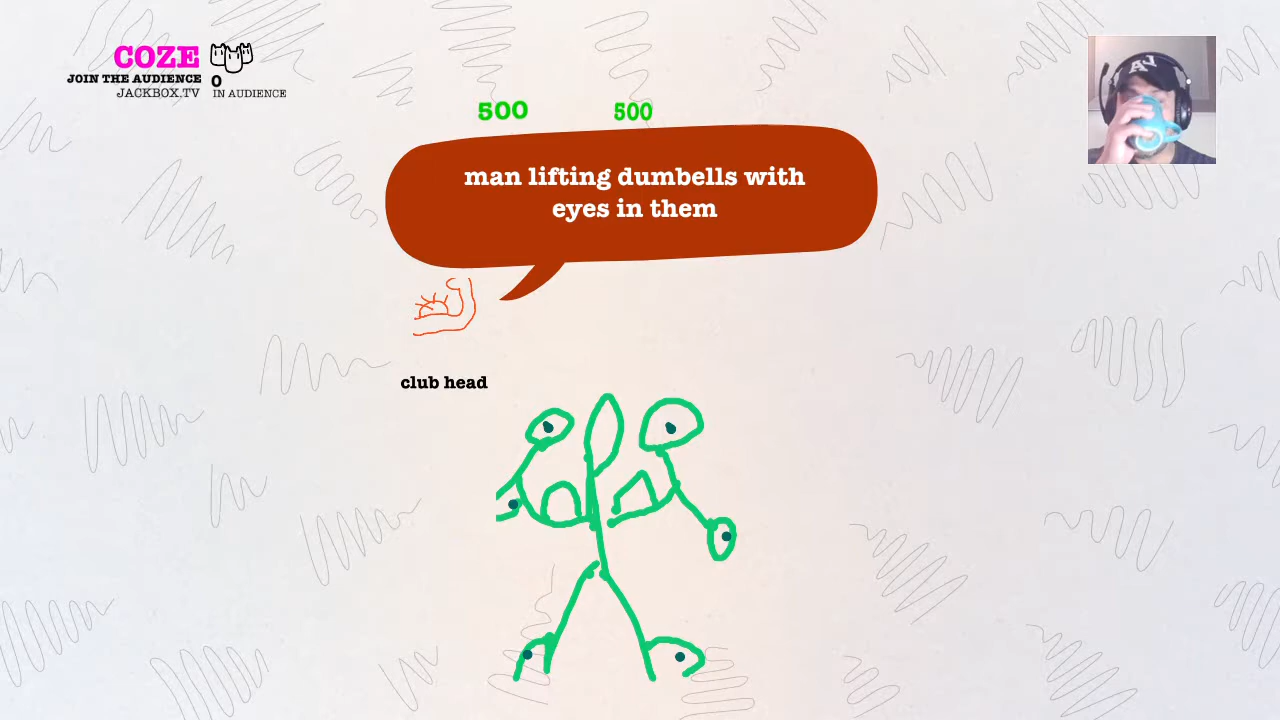 COZE
JOIN THE AUDIENCE
JACKBOX.TV
0
IN AUDIENCE
500
500
man lifting dumbells with
eyes in them
club head
AJ